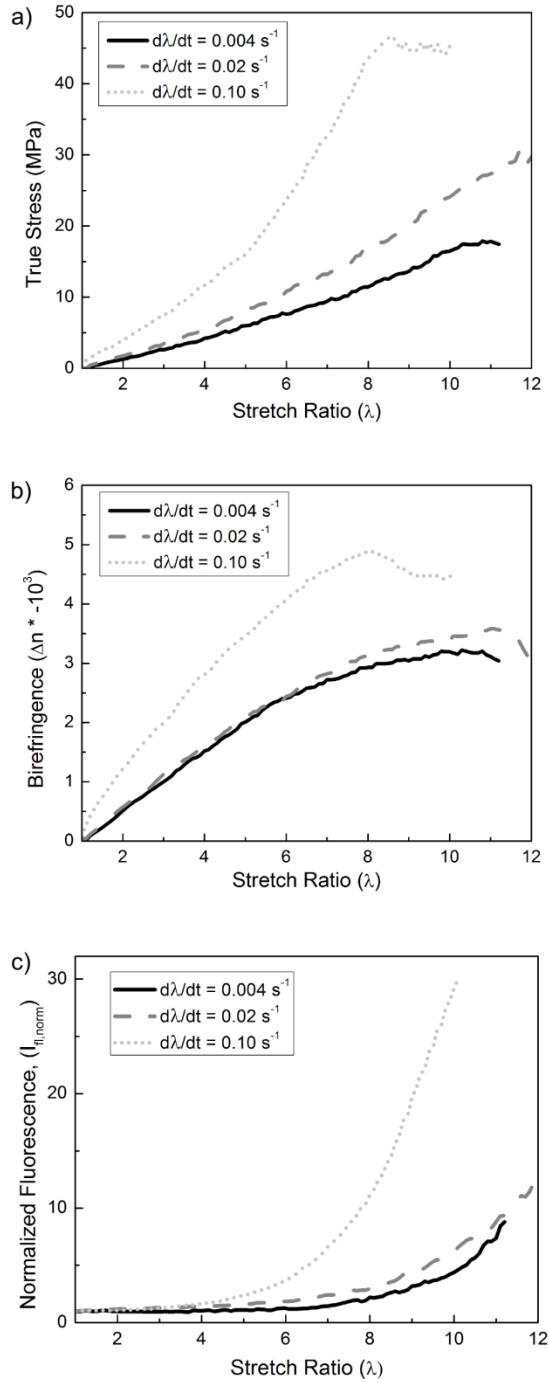 a)
50
40
30
20
10
0
True Stress (MPa)
dλ/dt = 0.004 s⁻¹
dλ/dt = 0.02 s⁻¹
dλ/dt = 0.10 s⁻¹
2 4 6 8 10 12
Stretch Ratio (λ)
b)
6
5
4
3
2
1
0
Birefringence (Δn * -10³)
dλ/dt = 0.004 s⁻¹
dλ/dt = 0.02 s⁻¹
dλ/dt = 0.10 s⁻¹
2 4 6 8 10 12
Stretch Ratio (λ)
c)
30
20
10
0
Normalized Fluorescence, (I_fl,norm)
dλ/dt = 0.004 s⁻¹
dλ/dt = 0.02 s⁻¹
dλ/dt = 0.10 s⁻¹
2 4 6 8 10 12
Stretch Ratio (λ)